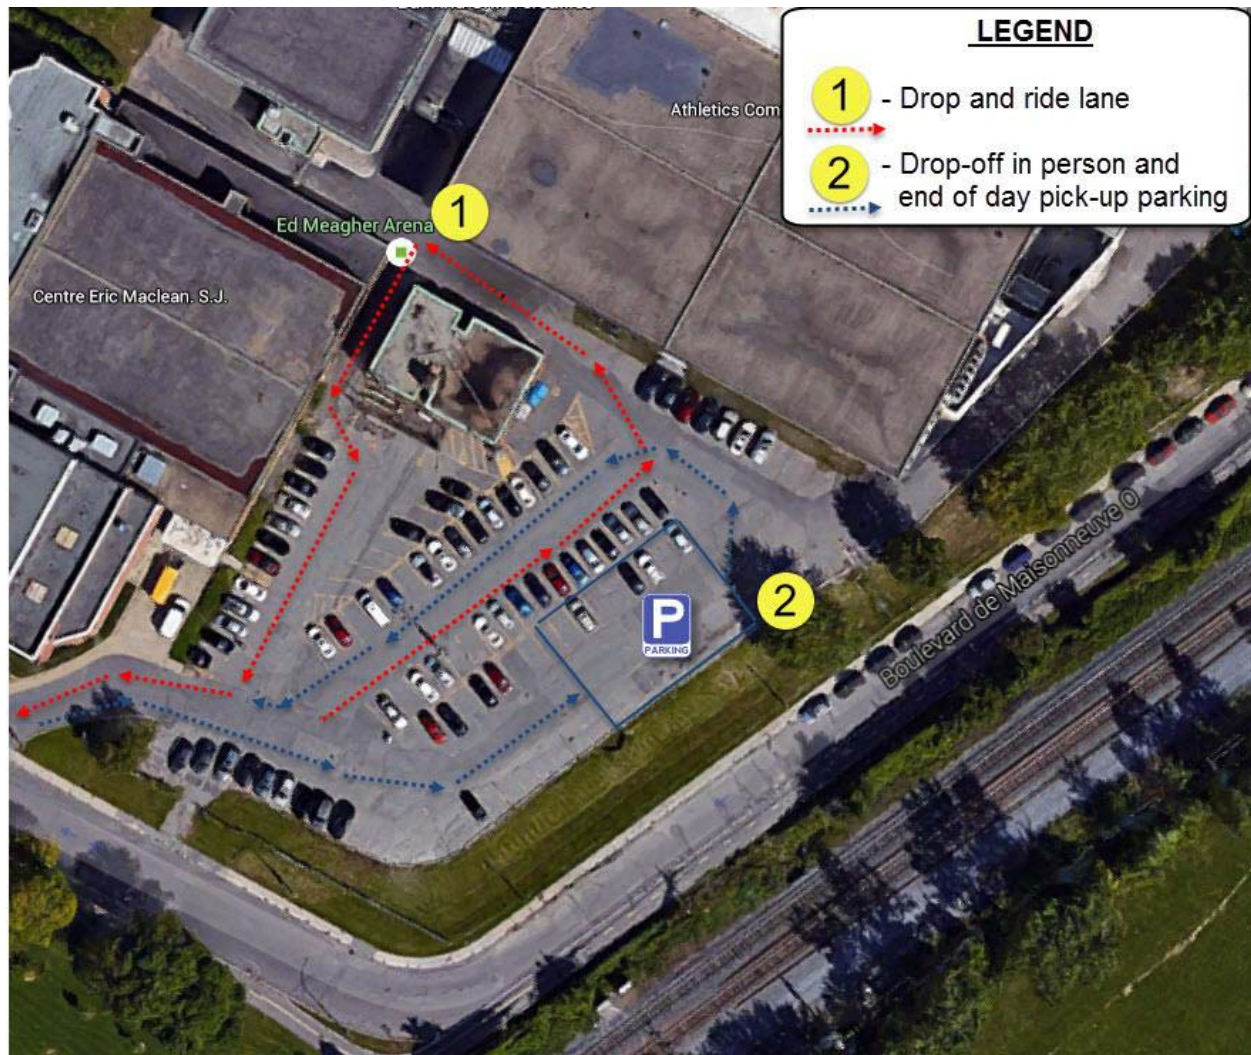 LEGEND
1 - Drop and ride lane
2 - Drop-off in person and
end of day pick-up parking
Athletics Com
1
Ed Meagher Arena
Centre Eric Maclean. S.J.
P
PARKING
2
Boulevard de Maisonneuve O